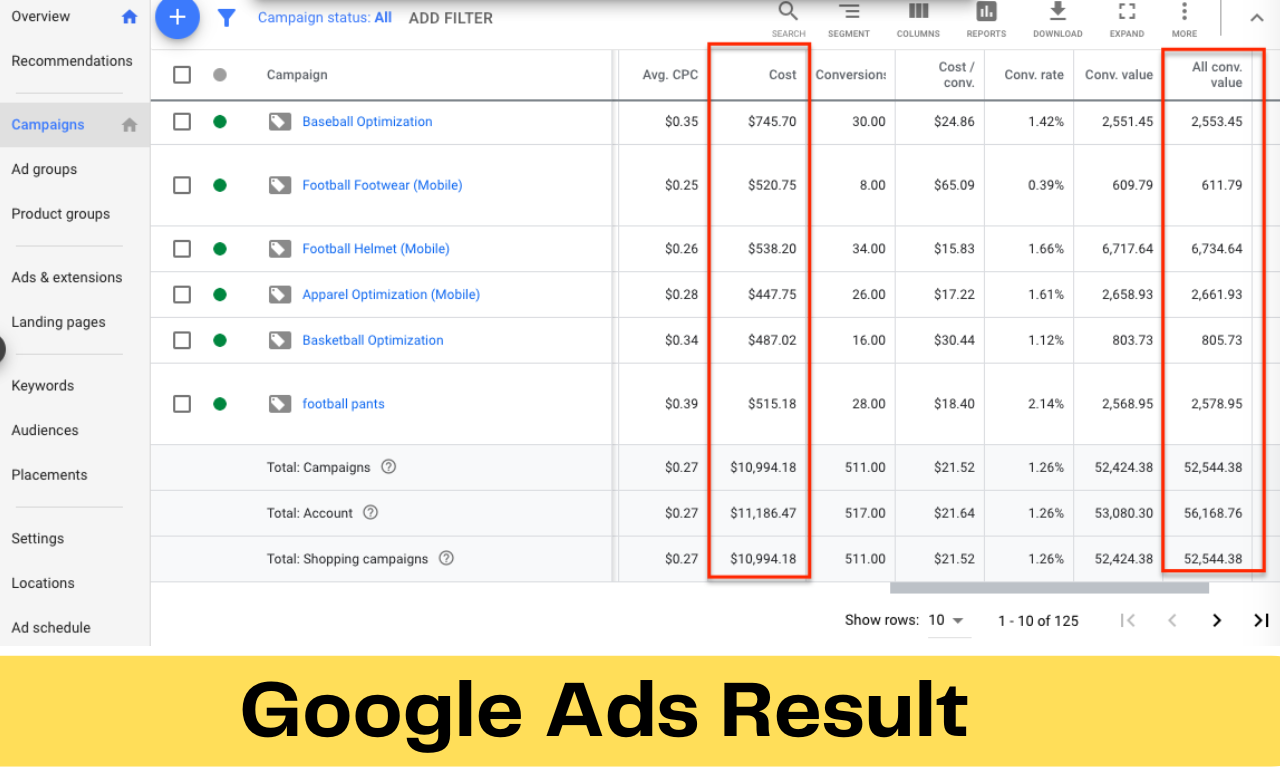 Overview
Recommendations
Campaigns
Ad groups
Product groups
Ads & extensions
Landing pages
Keywords
Audiences
Placements
Settings
Locations
Ad schedule
+ Campaign status: All ADD FILTER
SEARCH SEGMENT COLUMNS REPORTS DOWNLOAD EXPAND MORE
Campaign Avg. CPC Cost Conversions Cost / conv. Conv. rate Conv. value All conv. value
Baseball Optimization $0.35 $745.70 30.00 $24.86 1.42% 2,551.45 2,553.45
Football Footwear (Mobile) $0.25 $520.75 8.00 $65.09 0.39% 609.79 611.79
Football Helmet (Mobile) $0.26 $538.20 34.00 $15.83 1.66% 6,717.64 6,734.64
Apparel Optimization (Mobile) $0.28 $447.75 26.00 $17.22 1.61% 2,658.93 2,661.93
Basketball Optimization $0.34 $487.02 16.00 $30.44 1.12% 803.73 805.73
football pants $0.39 $515.18 28.00 $18.40 2.14% 2,568.95 2,578.95
Total: Campaigns ? $0.27 $10,994.18 511.00 $21.52 1.26% 52,424.38 52,544.38
Total: Account ? $0.27 $11,186.47 517.00 $21.64 1.26% 53,080.30 56,168.76
Total: Shopping campaigns ? $0.27 $10,994.18 511.00 $21.52 1.26% 52,424.38 52,544.38
Show rows: 10 1 - 10 of 125
Google Ads Result